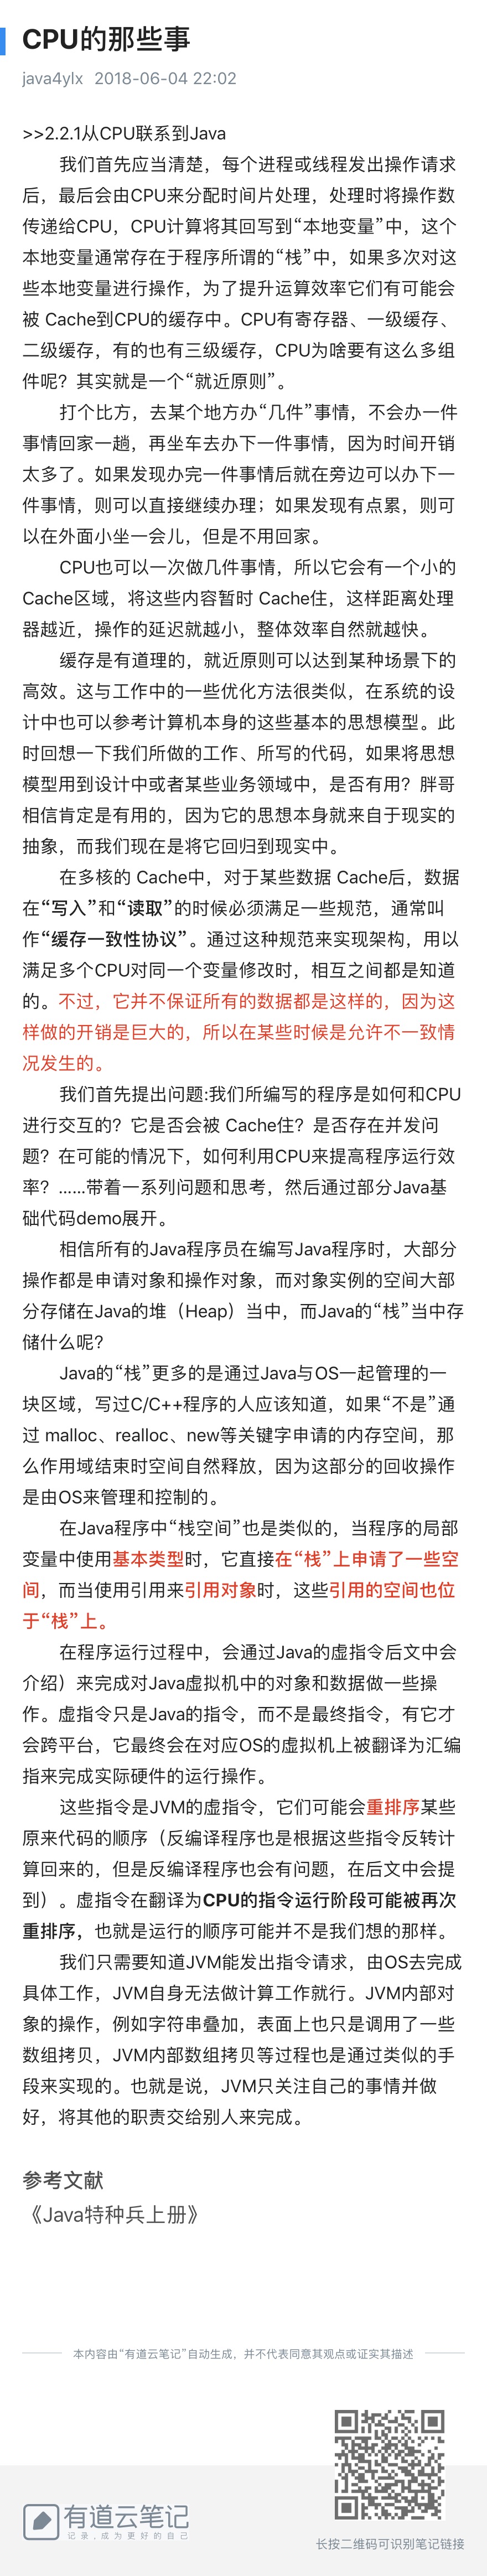 CPU的那些事
java4ylx 2018-06-04 22:02
>>2.2.1从CPU联系到Java
我们首先应当清楚，每个进程或线程发出操作请求
后，最后会由CPU来分配时间片处理，处理时将操作数
传递给CPU，CPU计算将其回写到“本地变量”中，这个
本地变量通常存在于程序所谓的“栈”中，如果多次对这
些本地变量进行操作，为了提升运算效率它们有可能会
被 Cache到CPU的缓存中。CPU有寄存器、一级缓存、
二级缓存，有的也有三级缓存，CPU为啥要有这么多组
件呢？其实就是一个“就近原则”。
打个比方，去某个地方办“几件”事情，不会办一件
事情回家一趟，再坐车去办下一件事情，因为时间开销
太多了。如果发现办完一件事情后就在旁边可以办下一
件事情，则可以直接继续办理；如果发现有点累，则可
以在外面小坐一会儿，但是不用回家。
CPU也可以一次做几件事情，所以它会有一个小的
Cache区域，将这些内容暂时 Cache住，这样距离处理
器越近，操作的延迟就越小，整体效率自然就越快。
缓存是有道理的，就近原则可以达到某种场景下的
高效。这与工作中的一些优化方法很类似，在系统的设
计中也可以参考计算机本身的这些基本的思想模型。此
时回想一下我们所做的工作、所写的代码，如果将思想
模型用到设计中或者某些业务领域中，是否有用？胖哥
相信肯定是有用的，因为它的思想本身就来自于现实的
抽象，而我们现在是将它回归到现实中。
在多核的 Cache中，对于某些数据 Cache后，数据
在“写入”和“读取”的时候必须满足一些规范，通常叫
作“缓存一致性协议”。通过这种规范来实现架构，用以
满足多个CPU对同一个变量修改时，相互之间都是知道
的。不过，它并不保证所有的数据都是这样的，因为这
样做的开销是巨大的，所以在某些时候是允许不一致情
况发生的。
我们首先提出问题:我们所编写的程序是如何和CPU
进行交互的？它是否会被 Cache住？是否存在并发问
题？在可能的情况下，如何利用CPU来提高程序运行效
率？……带着一系列问题和思考，然后通过部分Java基
础代码demo展开。
相信所有的Java程序员在编写Java程序时，大部分
操作都是申请对象和操作对象，而对象实例的空间大部
分存储在Java的堆（Heap）当中，而Java的“栈”当中存
储什么呢?
Java的“栈”更多的是通过Java与OS一起管理的一
块区域，写过C/C++程序的人应该知道，如果“不是”通
过 malloc、realloc、new等关键字申请的内存空间，那
么作用域结束时空间自然释放，因为这部分的回收操作
是由OS来管理和控制的。
在Java程序中“栈空间”也是类似的，当程序的局部
变量中使用基本类型时，它直接在“栈”上申请了一些空
间，而当使用引用来引用对象时，这些引用的空间也位
于“栈”上。
在程序运行过程中，会通过Java的虚指令后文中会
介绍）来完成对Java虚拟机中的对象和数据做一些操
作。虚指令只是Java的指令，而不是最终指令，有它才
会跨平台，它最终会在对应OS的虚拟机上被翻译为汇编
指来完成实际硬件的运行操作。
这些指令是JVM的虚指令，它们可能会重排序某些
原来代码的顺序（反编译程序也是根据这些指令反转计
算回来的，但是反编译程序也会有问题，在后文中会提
到）。虚指令在翻译为CPU的指令运行阶段可能被再次
重排序，也就是运行的顺序可能并不是我们想的那样。
我们只需要知道JVM能发出指令请求，由OS去完成
具体工作，JVM自身无法做计算工作就行。JVM内部对
象的操作，例如字符串叠加，表面上也只是调用了一些
数组拷贝，JVM内部数组拷贝等过程也是通过类似的手
段来实现的。也就是说，JVM只关注自己的事情并做
好，将其他的职责交给别人来完成。
参考文献
《Java特种兵上册》
本内容由“有道云笔记”自动生成，并不代表同意其观点或证实其描述
有道云笔记
记录,成为更好的自己
长按二维码可识别笔记链接